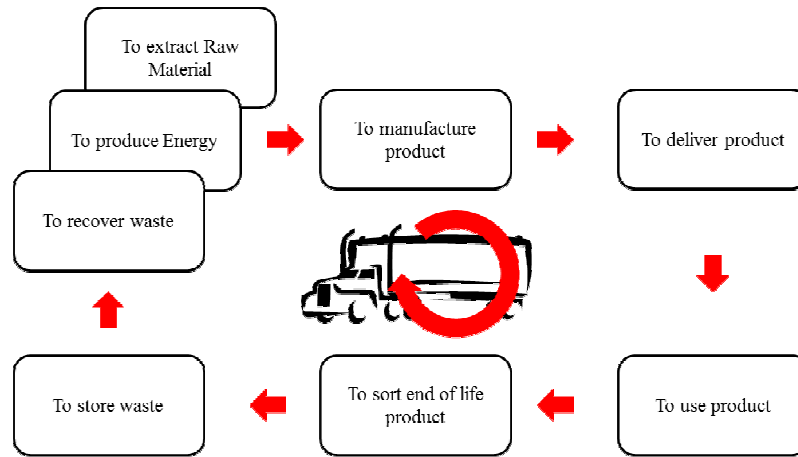 To extract Raw
Material
To produce Energy
To recover waste
To manufacture
product
To deliver product
To use product
To sort end of life
product
To store waste